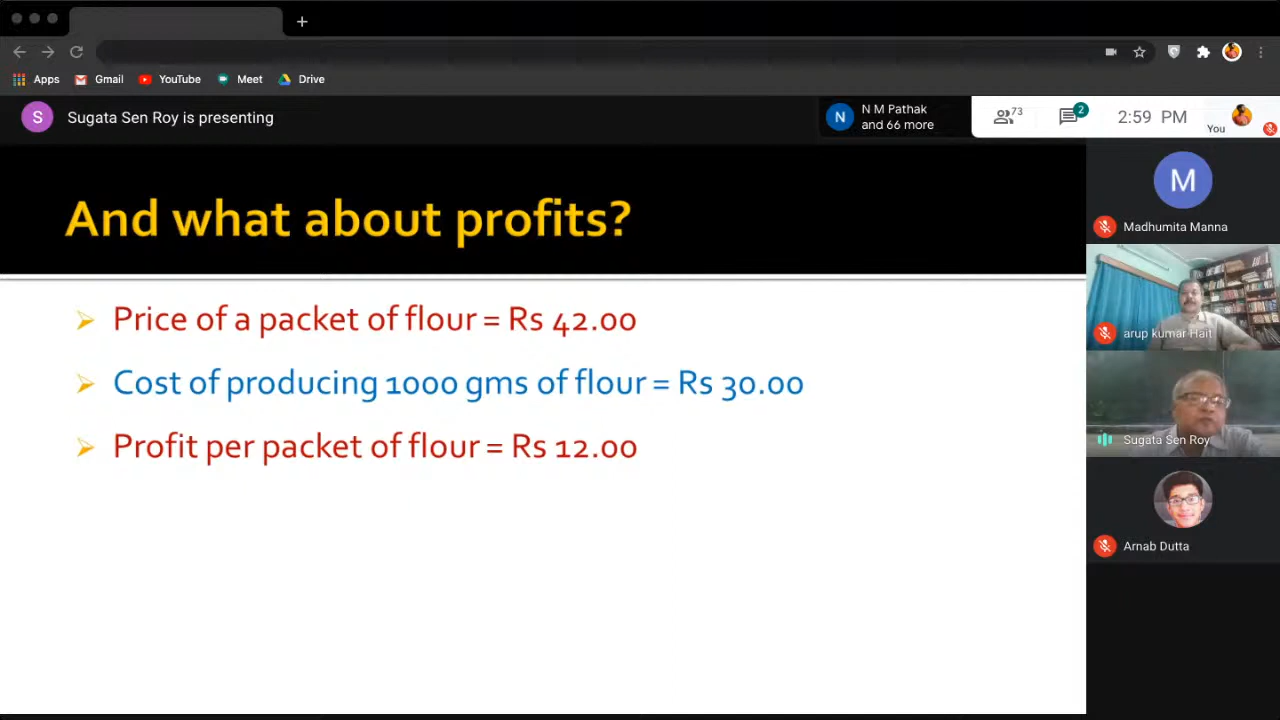 Apps
Gmail
YouTube
Meet
Drive
S
Sugata Sen Roy is presenting
N
N M Pathak
and 66 more
73
2
2:59 PM
You
And what about profits?
Price of a packet of flour = Rs 42.00
Cost of producing 1000 gms of flour = Rs 30.00
Profit per packet of flour = Rs 12.00
M
Madhumita Manna
arup kumar Hait
Sugata Sen Roy
Arnab Dutta